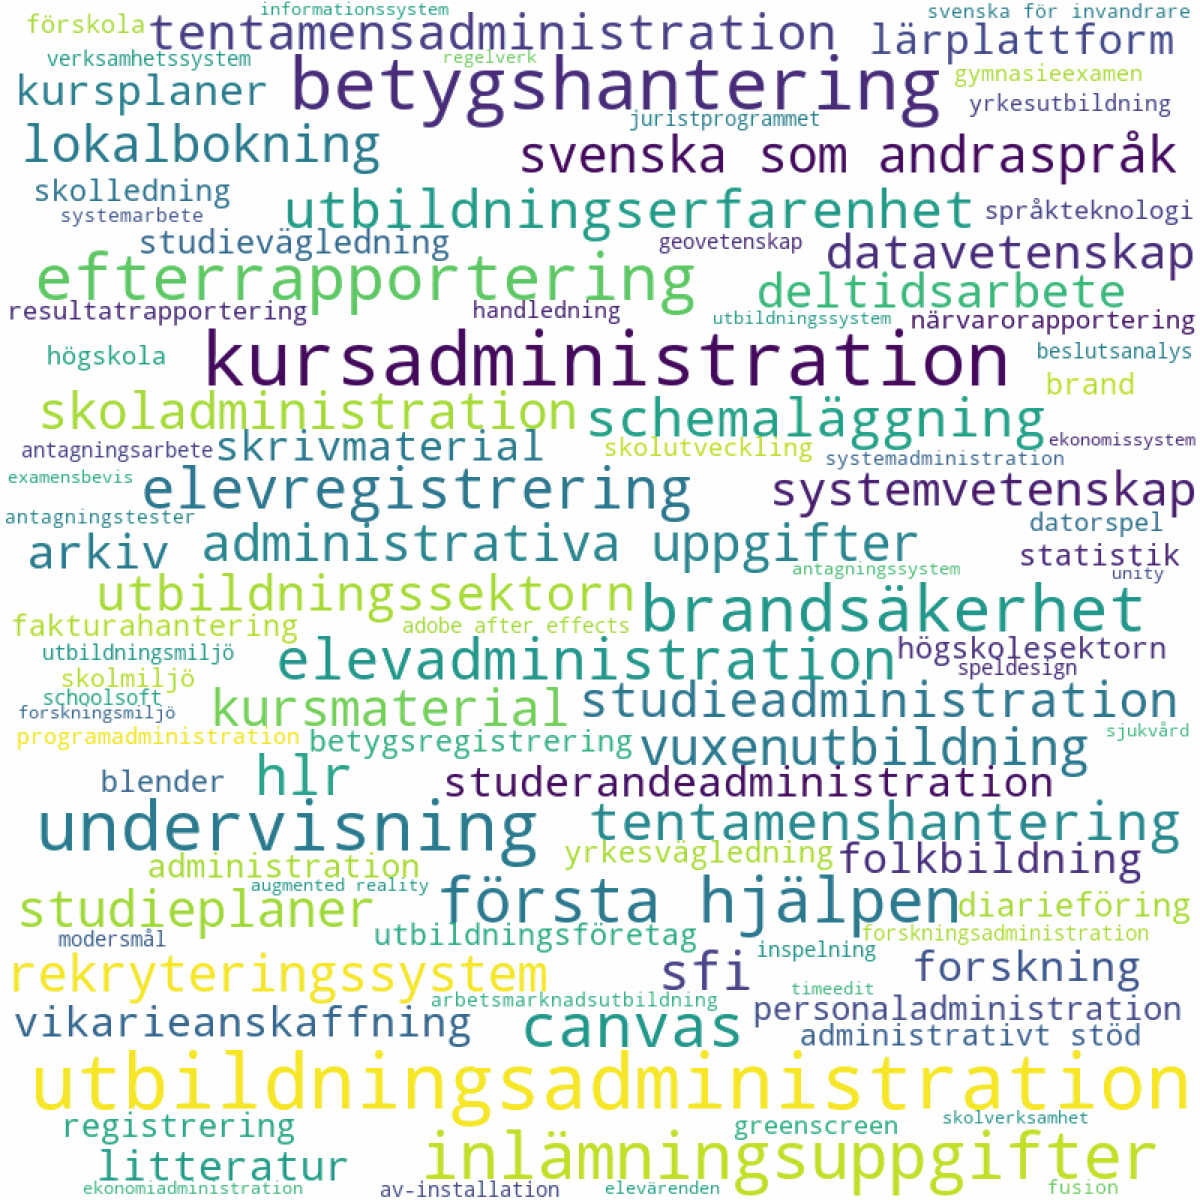 informationssystem
svenska för invandrare
förskola
tentamensadministration
lärplattform
verksamhetssystem
regelverk
gymnasieexamen
kursplaner
betygshantering
yrkesutbildning
juristprogrammet
lokalbokning
svenska som andraspråk
skolledning
systemarbete
utbildningserfarenhet
språkteknologi
studievägledning
geovetenskap
datavetenskap
efterrapportering
deltidsarbete
resultatrapportering
handledning
utbildningssystem
närvarorapportering
högskola
kursadministration
beslutsanalys
brand
skoladministration
schemaläggning
antagningsarbete
skrivmaterial
skolutveckling
ekonomissystem
systemadministration
examensbevis
elevregistrering
systemvetenskap
antagningstester
datorspel
arkiv
administrativa uppgifter
statistik
antagningssystem
unity
utbildningssektorn
brandsäkerhet
fakturahantering
adobe after effects
utbildningsmiljö
elevadministration
högskolesektorn
skolmiljö
speldesign
schoolsoft
forskningsmiljö
kursmaterial
studieadministration
programadministration
betygsregistrering
vuxenutbildning
sjukvård
blender
hlr
studerandeadministration
undervisning
tentamenshantering
administration
yrkesvägledning
folkbildning
augmented reality
studieplaner
första hjälpen
diarieföring
modersmål
utbildningsföretag
forskningsadministration
inspelning
rekryteringssystem
sfi
forskning
timeedit
arbetsmarknadsutbildning
personaladministration
vikarieanskaffning
canvas
administrativt stöd
utbildningsadministration
registrering
greenscreen
skolverksamhet
litteratur
inlämningsuppgifter
ekonomiadministration
av-installation
elevärenden
fusion